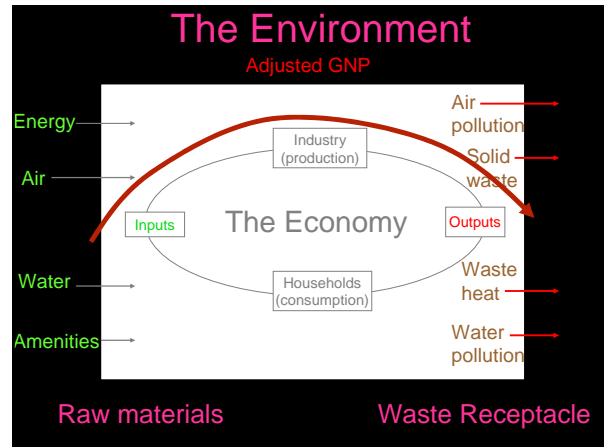 The Environment
Adjusted GNP
Energy
Air
Water
Amenities
Industry
(production)
Inputs
The Economy
Outputs
Households
(consumption)
Air
pollution
Solid
waste
Waste
heat
Water
pollution
Raw materials
Waste Receptacle